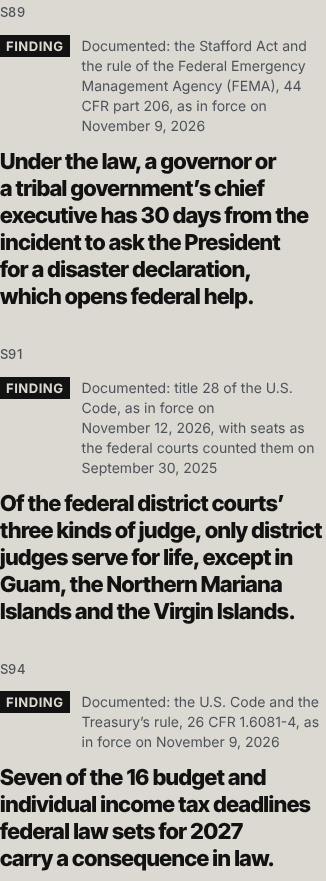 S89
FINDING
Documented: the Stafford Act and
the rule of the Federal Emergency
Management Agency (FEMA), 44
CFR part 206, as in force on
November 9, 2026
Under the law, a governor or
a tribal government’s chief
executive has 30 days from the
incident to ask the President
for a disaster declaration,
which opens federal help.
S91
FINDING
Documented: title 28 of the U.S.
Code, as in force on
November 12, 2026, with seats as
the federal courts counted them on
September 30, 2025
Of the federal district courts’
three kinds of judge, only district
judges serve for life, except in
Guam, the Northern Mariana
Islands and the Virgin Islands.
S94
FINDING
Documented: the U.S. Code and the
Treasury’s rule, 26 CFR 1.6081-4, as
in force on November 9, 2026
Seven of the 16 budget and
individual income tax deadlines
federal law sets for 2027
carry a consequence in law.